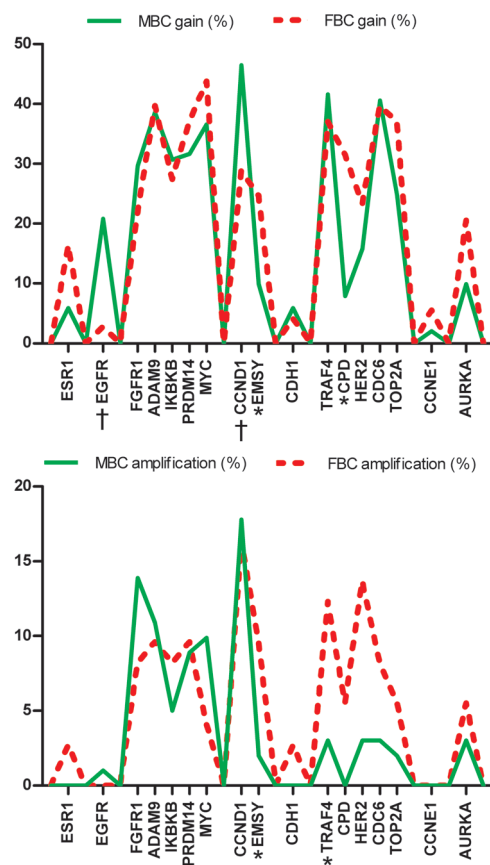 MBC gain (%) FBC gain (%)
50
40
30
20
10
0
ESR1
† EGFR
FGFR1
ADAM9
IKBKB
PRDM14
MYC
† CCND1
*EMSY
CDH1
TRAF4
*CPD
HER2
CDC6
TOP2A
CCNE1
AURKA
MBC amplification (%) FBC amplification (%)
20
15
10
5
0
ESR1
EGFR
FGFR1
ADAM9
IKBKB
PRDM14
MYC
CCND1
*EMSY
CDH1
* TRAF4
CPD
HER2
CDC6
TOP2A
CCNE1
AURKA